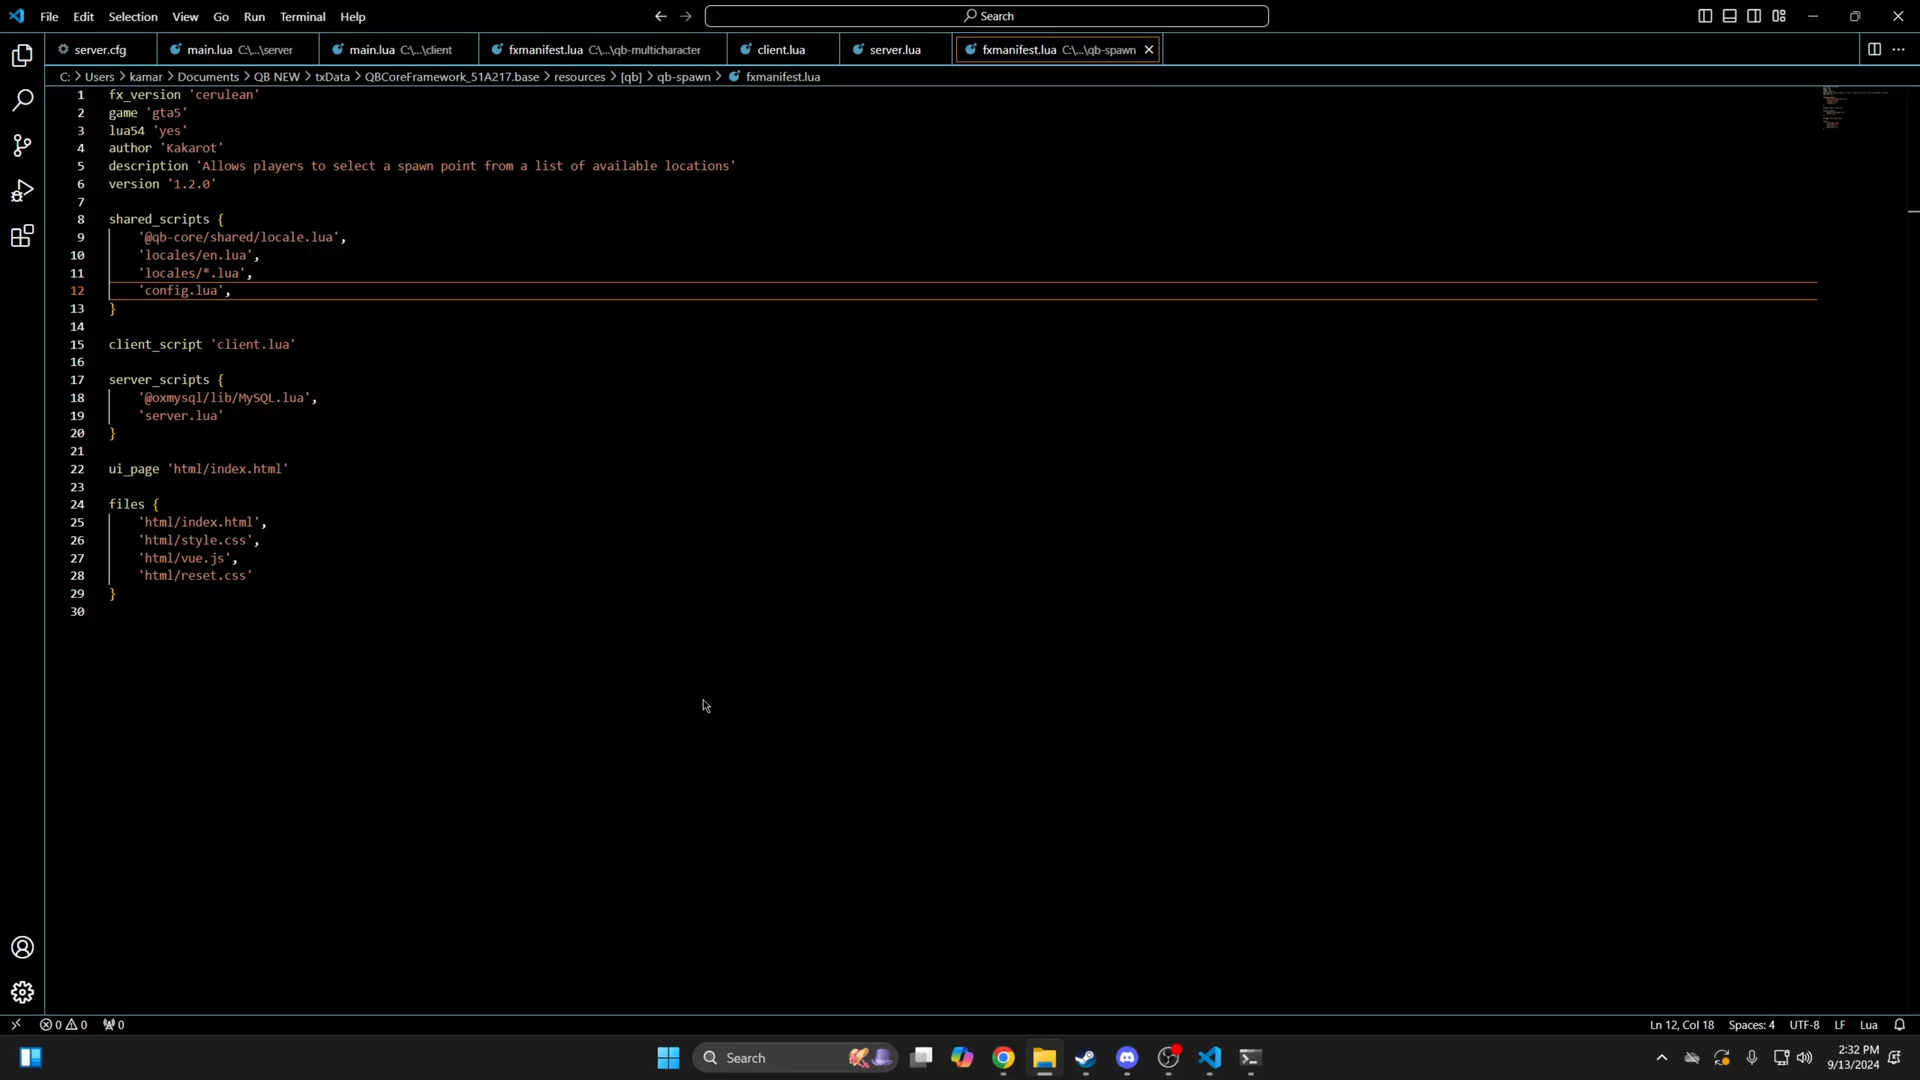 File Edit Selection View Go Run Terminal Help Search
server.cfg main.lua C:\...\server main.lua C:\...\client fxmanifest.lua C:\...\qb-multicharacter client.lua server.lua fxmanifest.lua C:\...\qb-spawn
C: > Users > kamar > Documents > QB NEW > txData > QBCoreFramework_51A217.base > resources > [qb] > qb-spawn > fxmanifest.lua
1 fx_version 'cerulean'
2 game 'gta5'
3 lua54 'yes'
4 author 'Kakarot'
5 description 'Allows players to select a spawn point from a list of available locations'
6 version '1.2.0'
7
8 shared_scripts {
9 '@qb-core/shared/locale.lua',
10 'locales/en.lua',
11 'locales/*.lua',
12 'config.lua',
13 }
14
15 client_script 'client.lua'
16
17 server_scripts {
18 '@oxmysql/lib/MySQL.lua',
19 'server.lua'
20 }
21
22 ui_page 'html/index.html'
23
24 files {
25 'html/index.html',
26 'html/style.css',
27 'html/vue.js',
28 'html/reset.css'
29 }
30
0 0 0 Ln 12, Col 18 Spaces: 4 UTF-8 LF Lua
Search 2:32 PM
9/13/2024